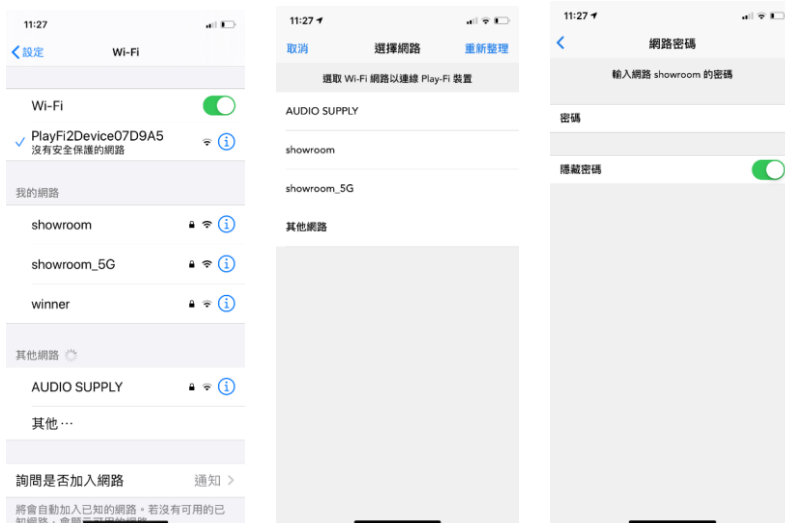 11:27
設定
Wi-Fi
Wi-Fi
PlayFi2Device07D9A5
沒有安全保護的網路
我的網路
showroom
showroom_5G
winner
其他網路
AUDIO SUPPLY
其他…
詢問是否加入網路
通知
將會自動加入已知的網路。若沒有可用的已
11:27
取消
選擇網路
重新整理
選取 Wi-Fi 網路以連線 Play-Fi 裝置
AUDIO SUPPLY
showroom
showroom_5G
其他網路
11:27
網路密碼
輸入網路 showroom 的密碼
密碼
隱藏密碼